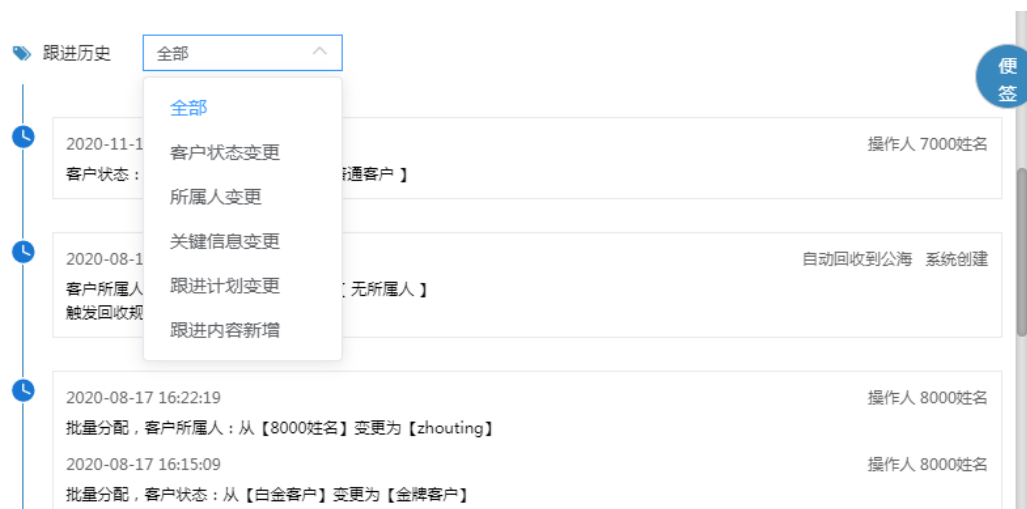 跟进历史 全部
便
签
全部
客户状态变更
所属人变更
关键信息变更
跟进计划变更
跟进内容新增
2020-11-1 操作人 7000姓名
客户状态： 通客户 】
2020-08-1 自动回收到公海 系统创建
客户所属人 【 无所属人 】
触发回收规
2020-08-17 16:22:19 操作人 8000姓名
批量分配，客户所属人：从【8000姓名】变更为【zhouting】
2020-08-17 16:15:09 操作人 8000姓名
批量分配，客户状态：从【白金客户】变更为【金牌客户】